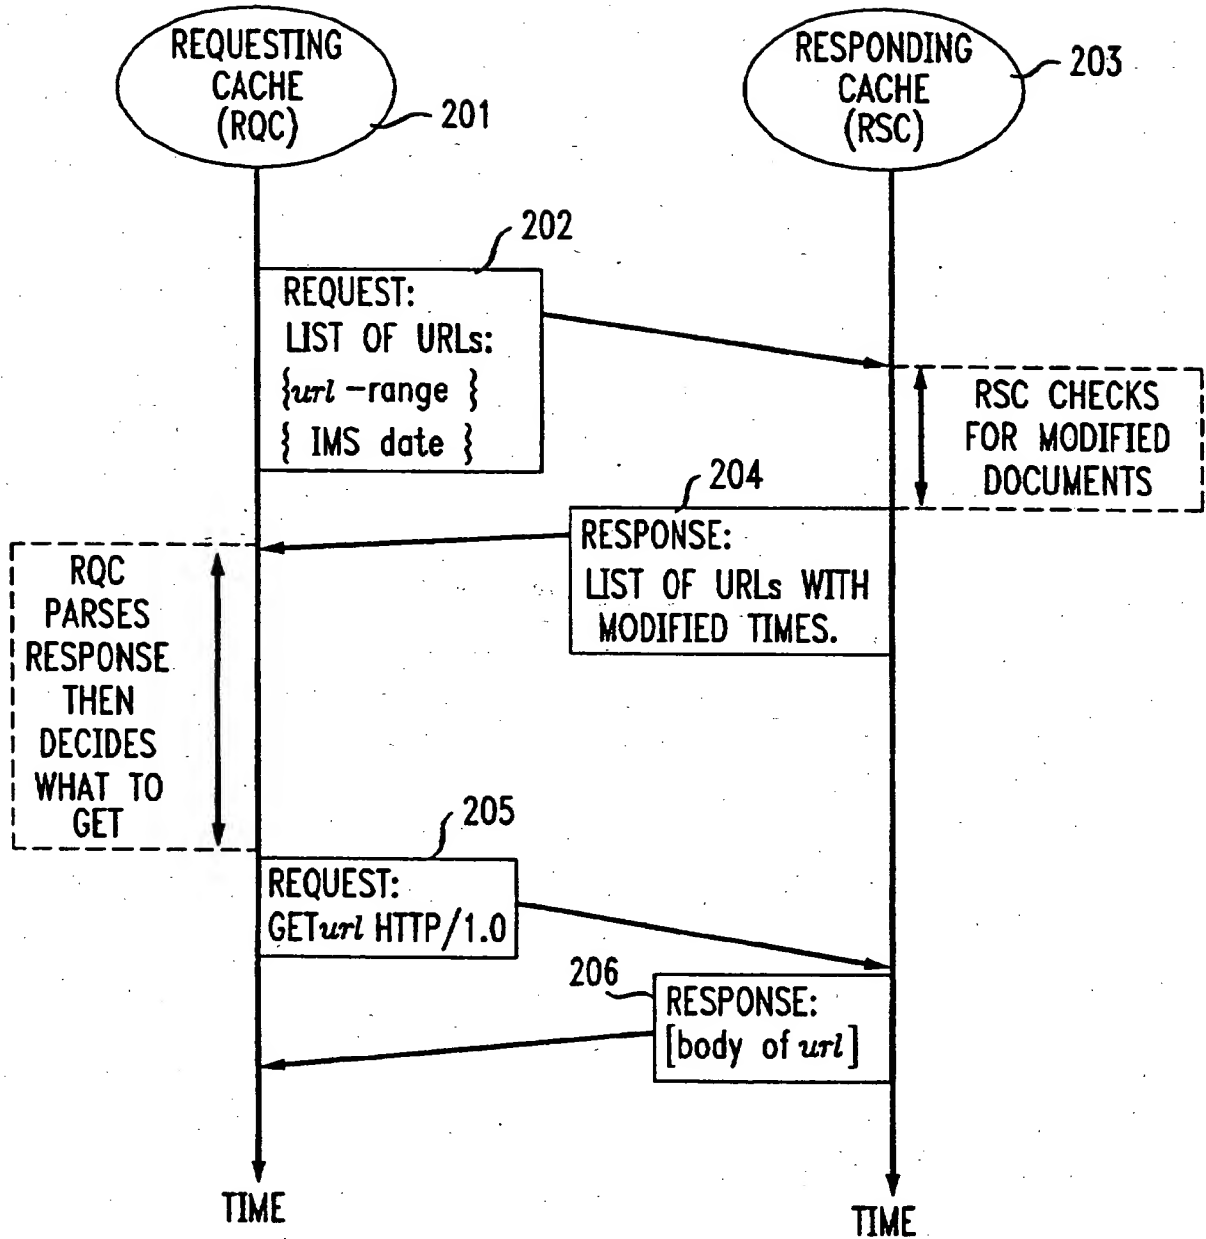 REQUESTING
CACHE
(RQC)
201
RESPONDING
CACHE
(RSC)
203
202
REQUEST:
LIST OF URLs:
{url -range }
{ IMS date }
RSC CHECKS
FOR MODIFIED
DOCUMENTS
204
RESPONSE:
LIST OF URLs WITH
MODIFIED TIMES.
RQC
PARSES
RESPONSE
THEN
DECIDES
WHAT TO
GET
205
REQUEST:
GETurl HTTP/1.0
206
RESPONSE:
[body of url]
TIME
TIME